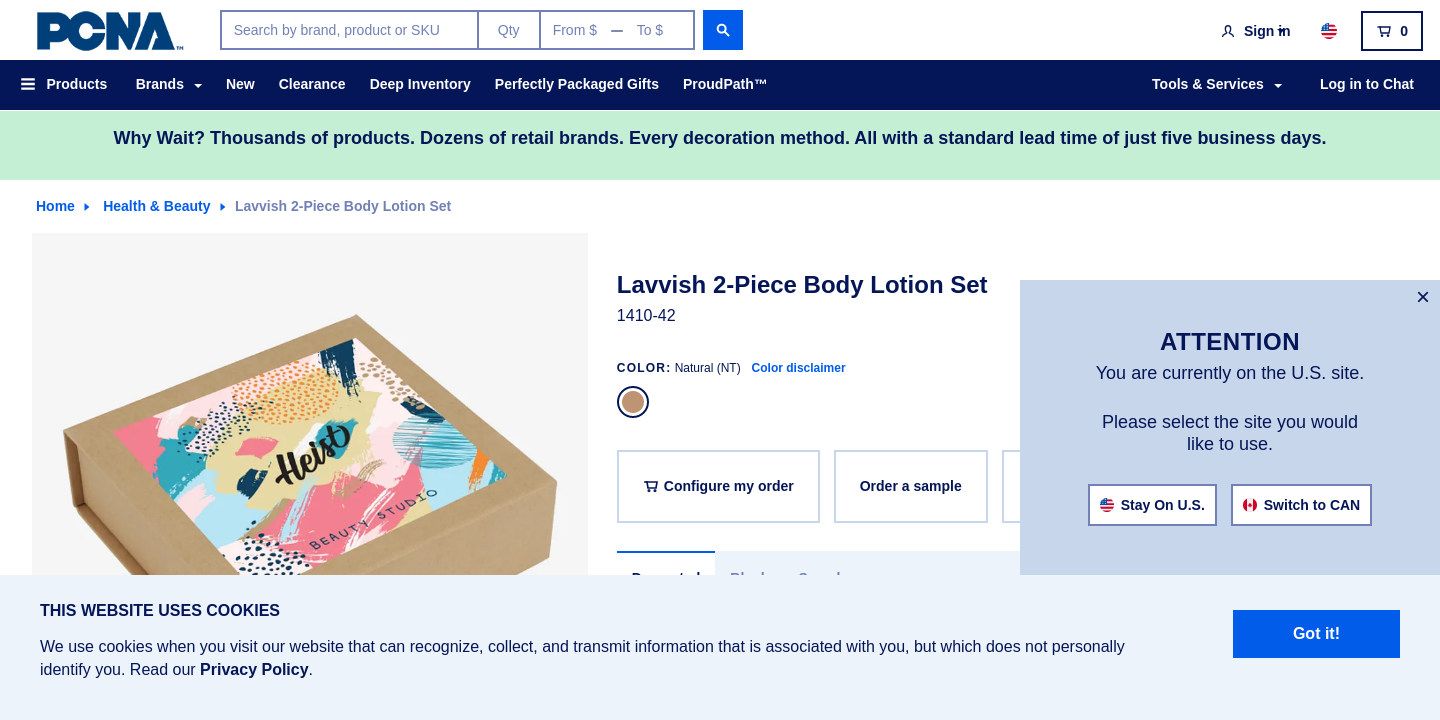 PCNA™
Search by brand, product or SKU
Qty
From $ — To $
Sign in
0
Products
Brands
New
Clearance
Deep Inventory
Perfectly Packaged Gifts
ProudPath™
Tools & Services
Log in to Chat
Why Wait? Thousands of products. Dozens of retail brands. Every decoration method. All with a standard lead time of just five business days.
Home
Health & Beauty
Lavvish 2-Piece Body Lotion Set
Heist
BEAUTY STUDIO
Lavvish 2-Piece Body Lotion Set
1410-42
COLOR: Natural (NT) Color disclaimer
Configure my order
Order a sample
×
ATTENTION
You are currently on the U.S. site.
Please select the site you would
like to use.
Stay On U.S.
Switch to CAN
THIS WEBSITE USES COOKIES
We use cookies when you visit our website that can recognize, collect, and transmit information that is associated with you, but which does not personally
identify you. Read our Privacy Policy.
Got it!